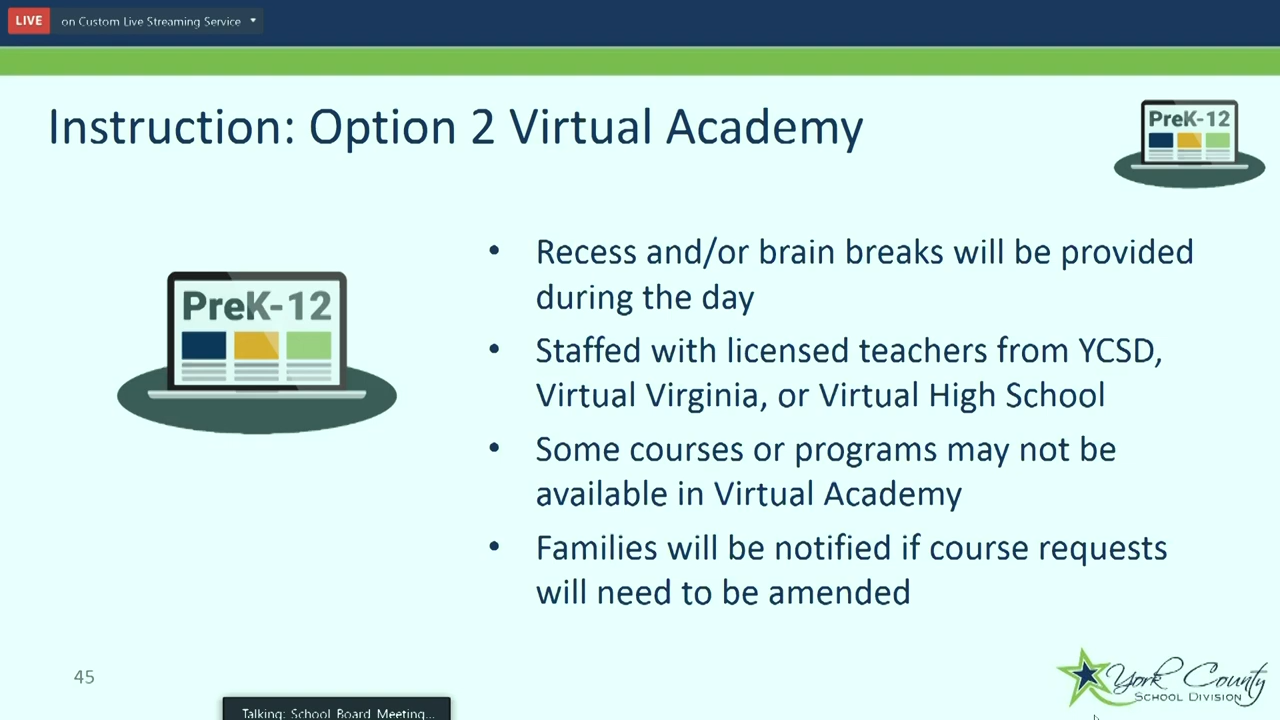 LIVE on Custom Live Streaming Service
Instruction: Option 2 Virtual Academy
PreK-12
PreK-12
• Recess and/or brain breaks will be provided
during the day
• Staffed with licensed teachers from YCSD,
Virtual Virginia, or Virtual High School
• Some courses or programs may not be
available in Virtual Academy
• Families will be notified if course requests
will need to be amended
45
York County
SCHOOL DIVISION
Talking: School Board Meeting...